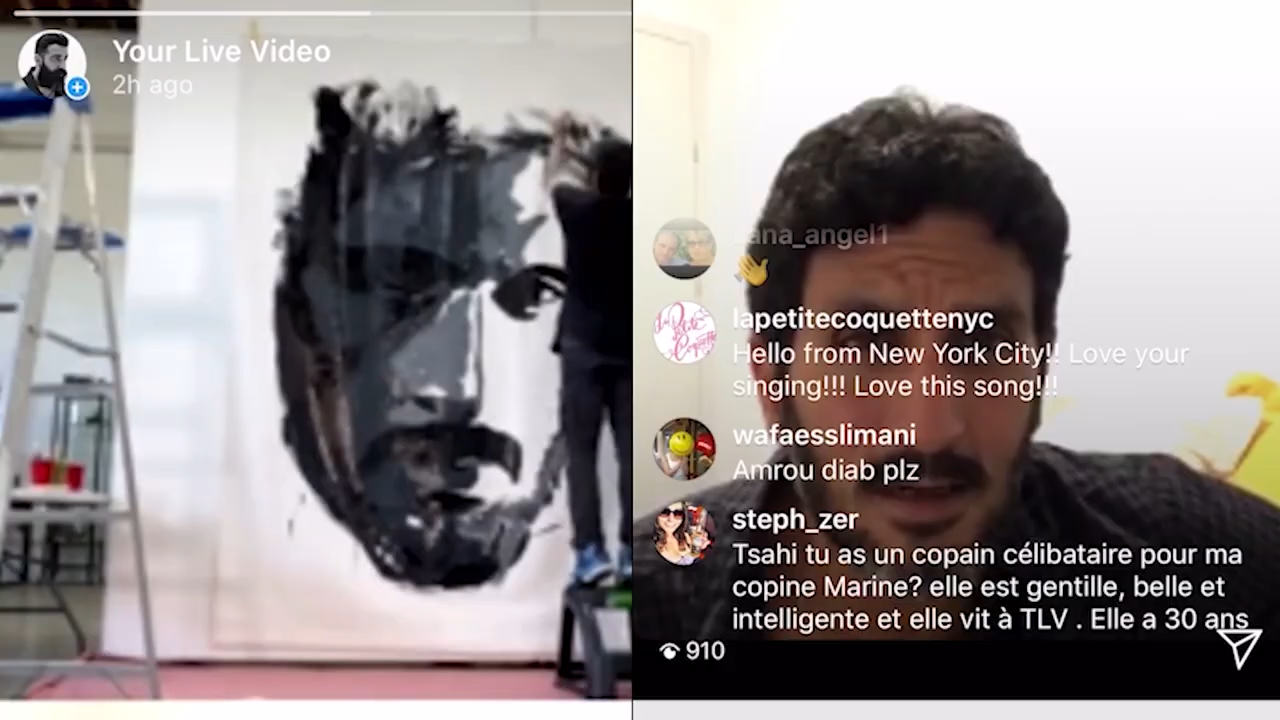 Your Live Video
2h ago
ana_angel1
👋
lapetitecoquettenyc
Hello from New York City!! Love your
singing!!! Love this song!!!
wafaesslimani
Amrou diab plz
steph_zer
Tsahi tu as un copain célibataire pour ma
copine Marine? elle est gentille, belle et
intelligente et elle vit à TLV . Elle a 30 ans
910